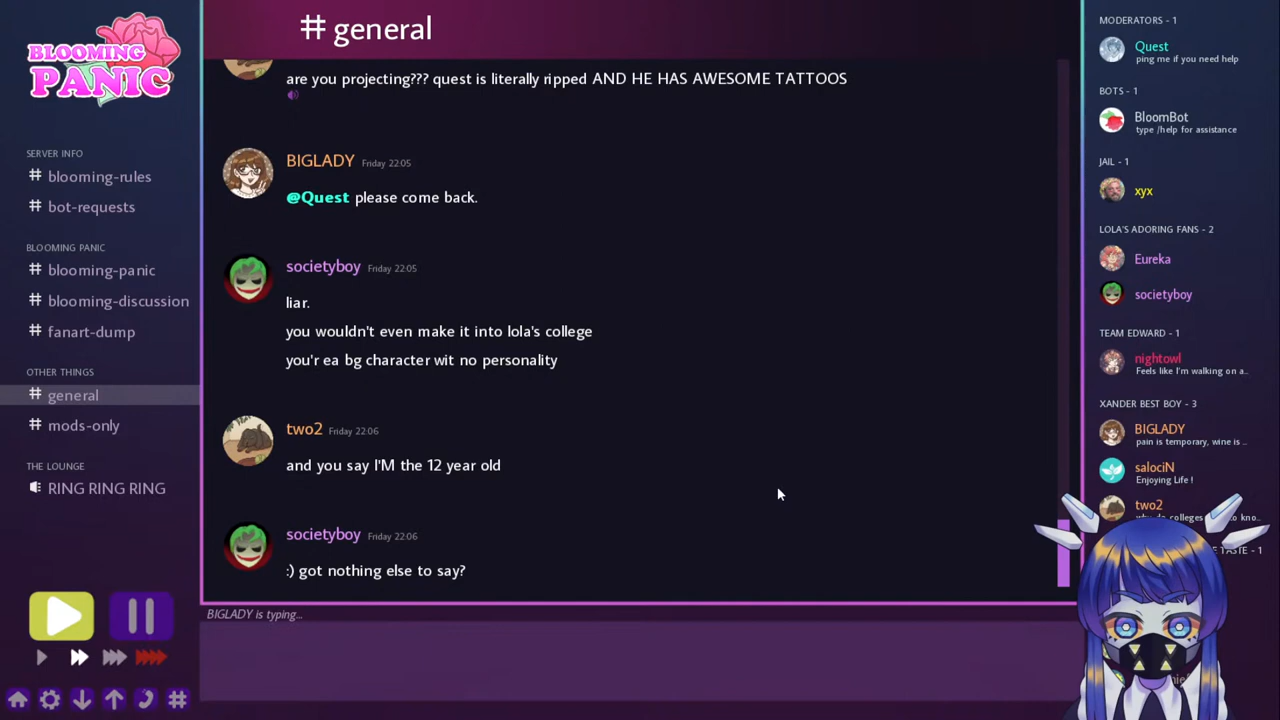 BLOOMING
PANIC
SERVER INFO
# blooming-rules
# bot-requests
BLOOMING PANIC
# blooming-panic
# blooming-discussion
# fanart-dump
OTHER THINGS
# general
# mods-only
THE LOUNGE
RING RING RING
# general
are you projecting??? quest is literally ripped AND HE HAS AWESOME TATTOOS
BIGLADY Friday 22:05
@Quest please come back.
societyboy Friday 22:05
liar.
you wouldn't even make it into lola's college
you'r ea bg character wit no personality
two2 Friday 22:06
and you say I'M the 12 year old
societyboy Friday 22:06
:) got nothing else to say?
BIGLADY is typing...
MODERATORS - 1
Quest
ping me if you need help
BOTS - 1
BloomBot
type /help for assistance
JAIL - 1
xyx
LOLA'S ADORING FANS - 2
Eureka
societyboy
TEAM EDWARD - 1
nightowl
Feels like I'm walking on a..
XANDER BEST BOY - 3
BIGLADY
pain is temporary, wine is ..
salociN
Enjoying Life !
two2
colleges
TASTE - 1